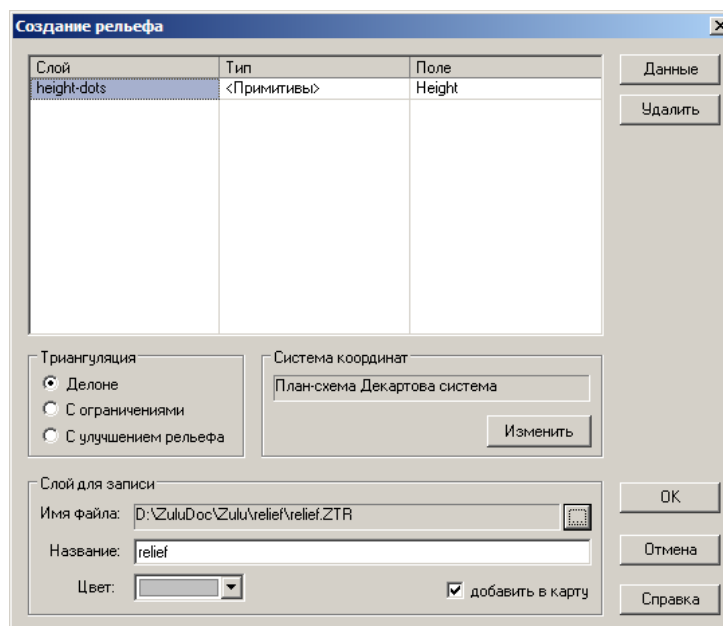 Создание рельефа
Слой Тип Поле
height-dots <Примитивы> Height
Данные
Удалить
Триангуляция
Делоне
С ограничениями
С улучшением рельефа
Система координат
План-схема Декартова система
Изменить
Слой для записи
Имя файла: D:\ZuluDoc\Zulu\relief\relief.ZTR
Название: relief
Цвет:
добавить в карту
OK
Отмена
Справка